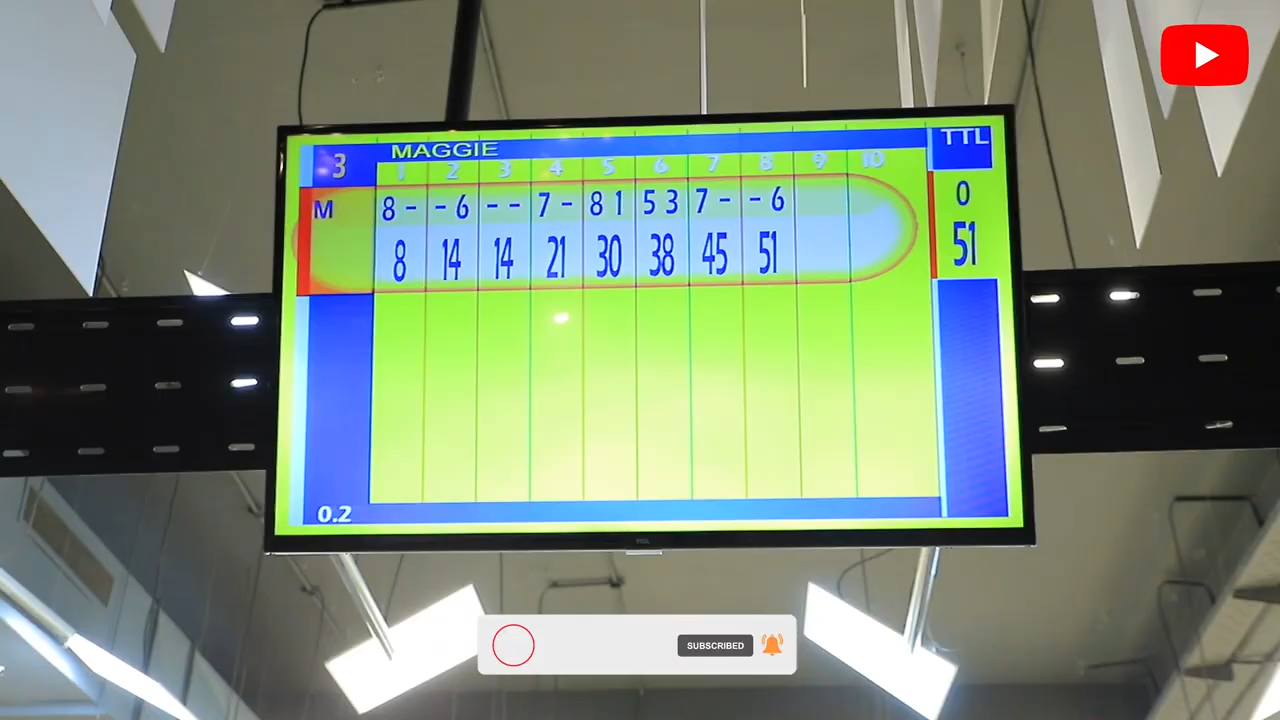 3 MAGGIE TTL
1 2 3 4 5 6 7 8 9 10
M 8 - - 6 - - 7 - 8 1 5 3 7 - - 6 0
8 14 14 21 30 38 45 51 51
0.2
TCL
SUBSCRIBED